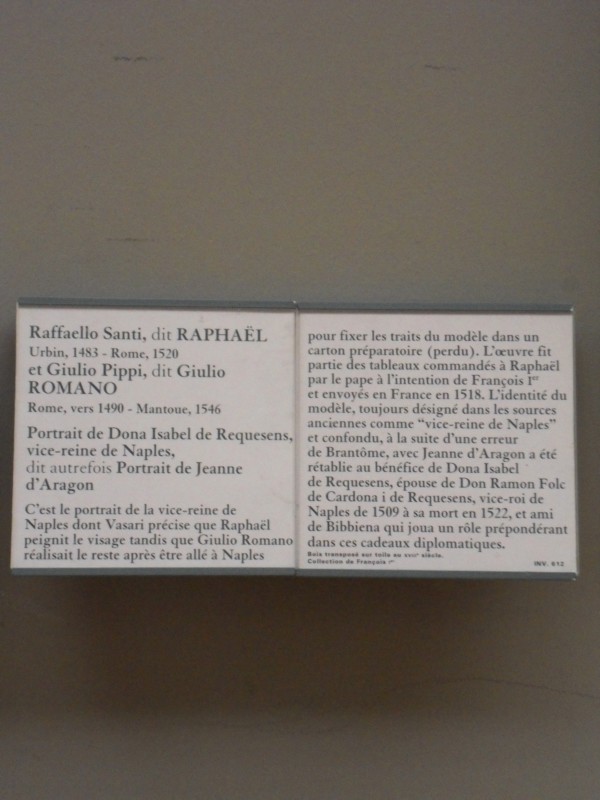 Raffaello Santi, dit RAPHAËL
Urbin, 1483 - Rome, 1520
et Giulio Pippi, dit Giulio
ROMANO
Rome, vers 1490 - Mantoue, 1546
Portrait de Dona Isabel de Requesens,
vice-reine de Naples,
dit autrefois Portrait de Jeanne
d'Aragon
C'est le portrait de la vice-reine de
Naples dont Vasari précise que Raphaël
peignit le visage tandis que Giulio Romano
réalisait le reste après être allé à Naples
pour fixer les traits du modèle dans un
carton préparatoire (perdu). L'œuvre fit
partie des tableaux commandés à Raphaël
par le pape à l'intention de François 1er
et envoyés en France en 1518. L'identité du
modèle, toujours désigné dans les sources
anciennes comme "vice-reine de Naples"
et confondu, à la suite d'une erreur
de Brantôme, avec Jeanne d'Aragon a été
rétablie au bénéfice de Dona Isabel
de Requesens, épouse de Don Ramon Folc
de Cardona i de Requesens, vice-roi de
Naples de 1509 à sa mort en 1522, et ami
de Bibbiena qui joua un rôle prépondérant
dans ces cadeaux diplomatiques.
Bois transposé sur toile au XVIIIe siècle.
Collection de François Ier
INV. 612